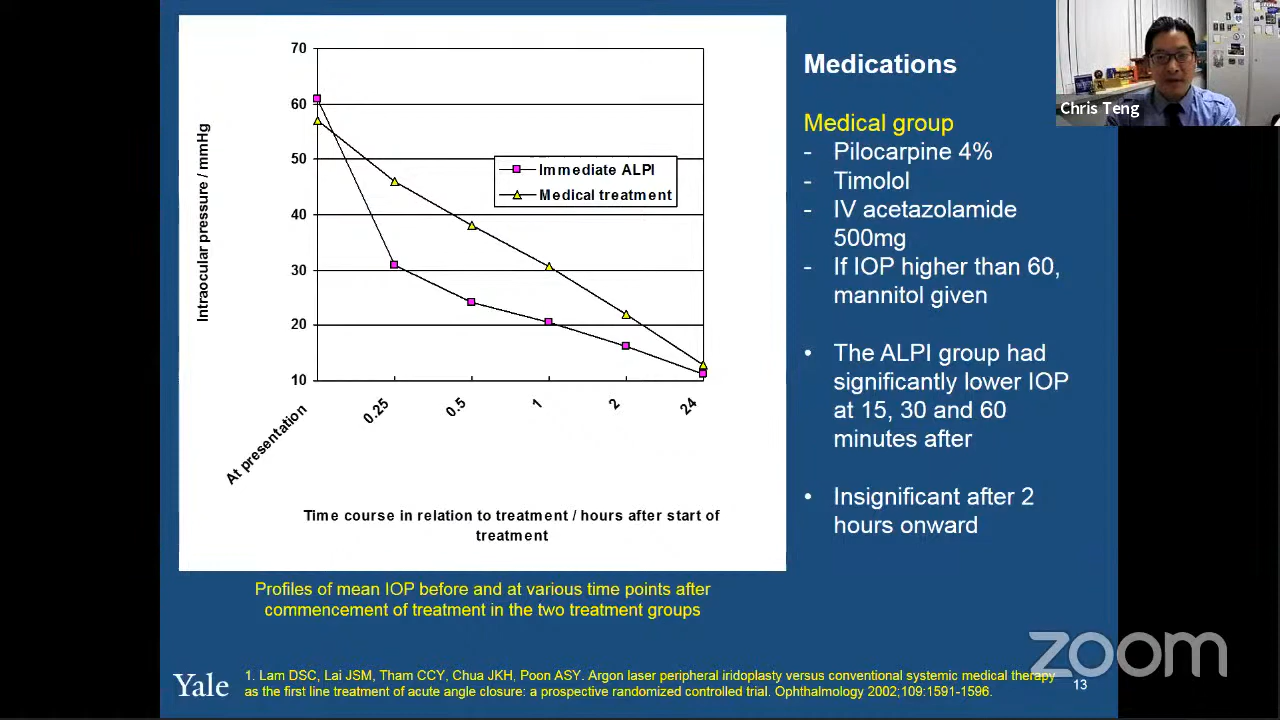 70
60
50
40
30
20
10
Intraocular pressure / mmHg
Immediate ALPI
Medical treatment
At presentation
0.25
0.5
1
2
24
Time course in relation to treatment / hours after start of
treatment
Profiles of mean IOP before and at various time points after
commencement of treatment in the two treatment groups
Medications
Medical group
- Pilocarpine 4%
- Timolol
- IV acetazolamide
500mg
- If IOP higher than 60,
mannitol given
• The ALPI group had
significantly lower IOP
at 15, 30 and 60
minutes after
• Insignificant after 2
hours onward
Chris Teng
Yale
1. Lam DSC, Lai JSM, Tham CCY, Chua JKH, Poon ASY. Argon laser peripheral iridoplasty versus conventional systemic medical therapy
as the first line treatment of acute angle closure: a prospective randomized controlled trial. Ophthalmology 2002;109:1591-1596.
13
zoom